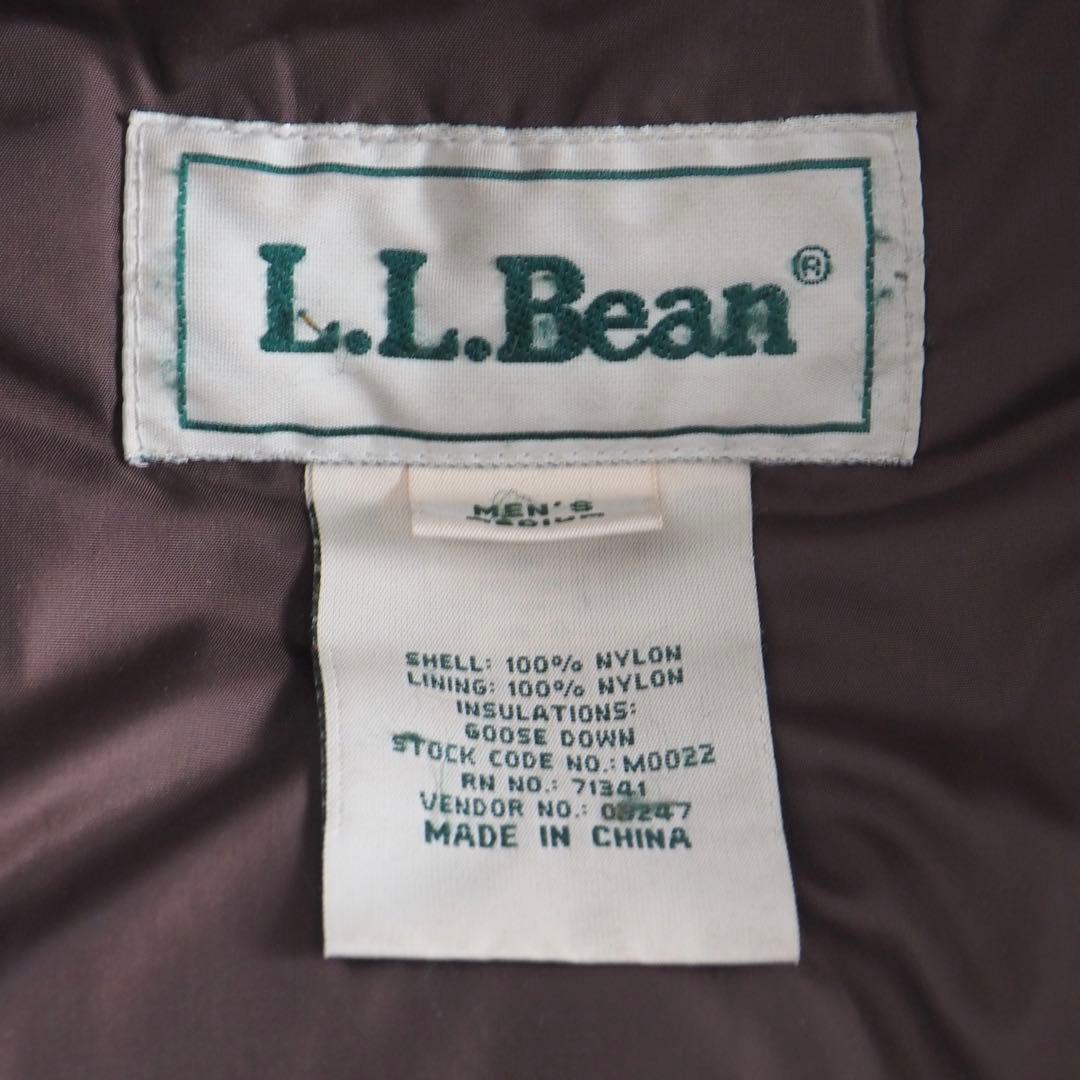 L.L.Bean®
MEN'S
MEDIUM
SHELL: 100% NYLON
LINING: 100% NYLON
INSULATIONS:
GOOSE DOWN
STOCK CODE NO.: M0022
RN NO.: 71341
VENDOR NO.:
MADE IN CHINA